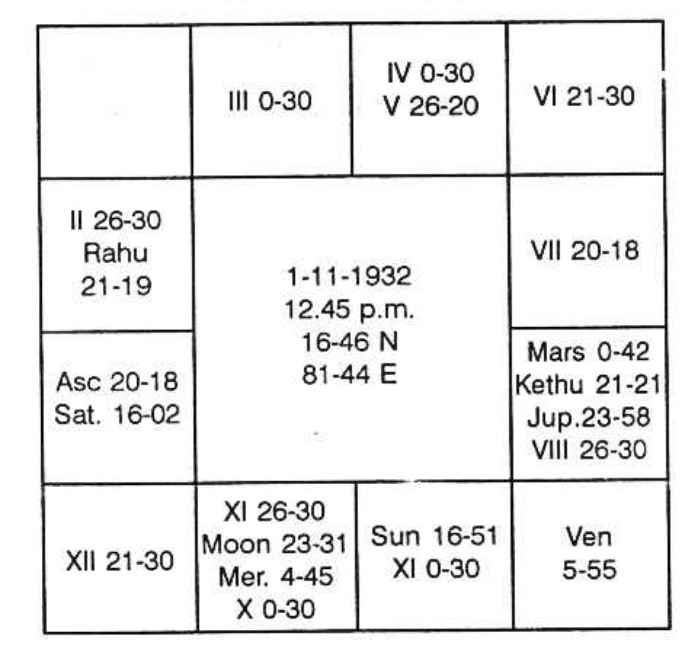 III 0-30
IV 0-30
V 26-20
VI 21-30
II 26-30
Rahu
21-19
1-11-1932
12.45 p.m.
16-46 N
81-44 E
VII 20-18
Asc 20-18
Sat. 16-02
Mars 0-42
Kethu 21-21
Jup.23-58
VIII 26-30
XII 21-30
XI 26-30
Moon 23-31
Mer. 4-45
X 0-30
Sun 16-51
XI 0-30
Ven
5-55